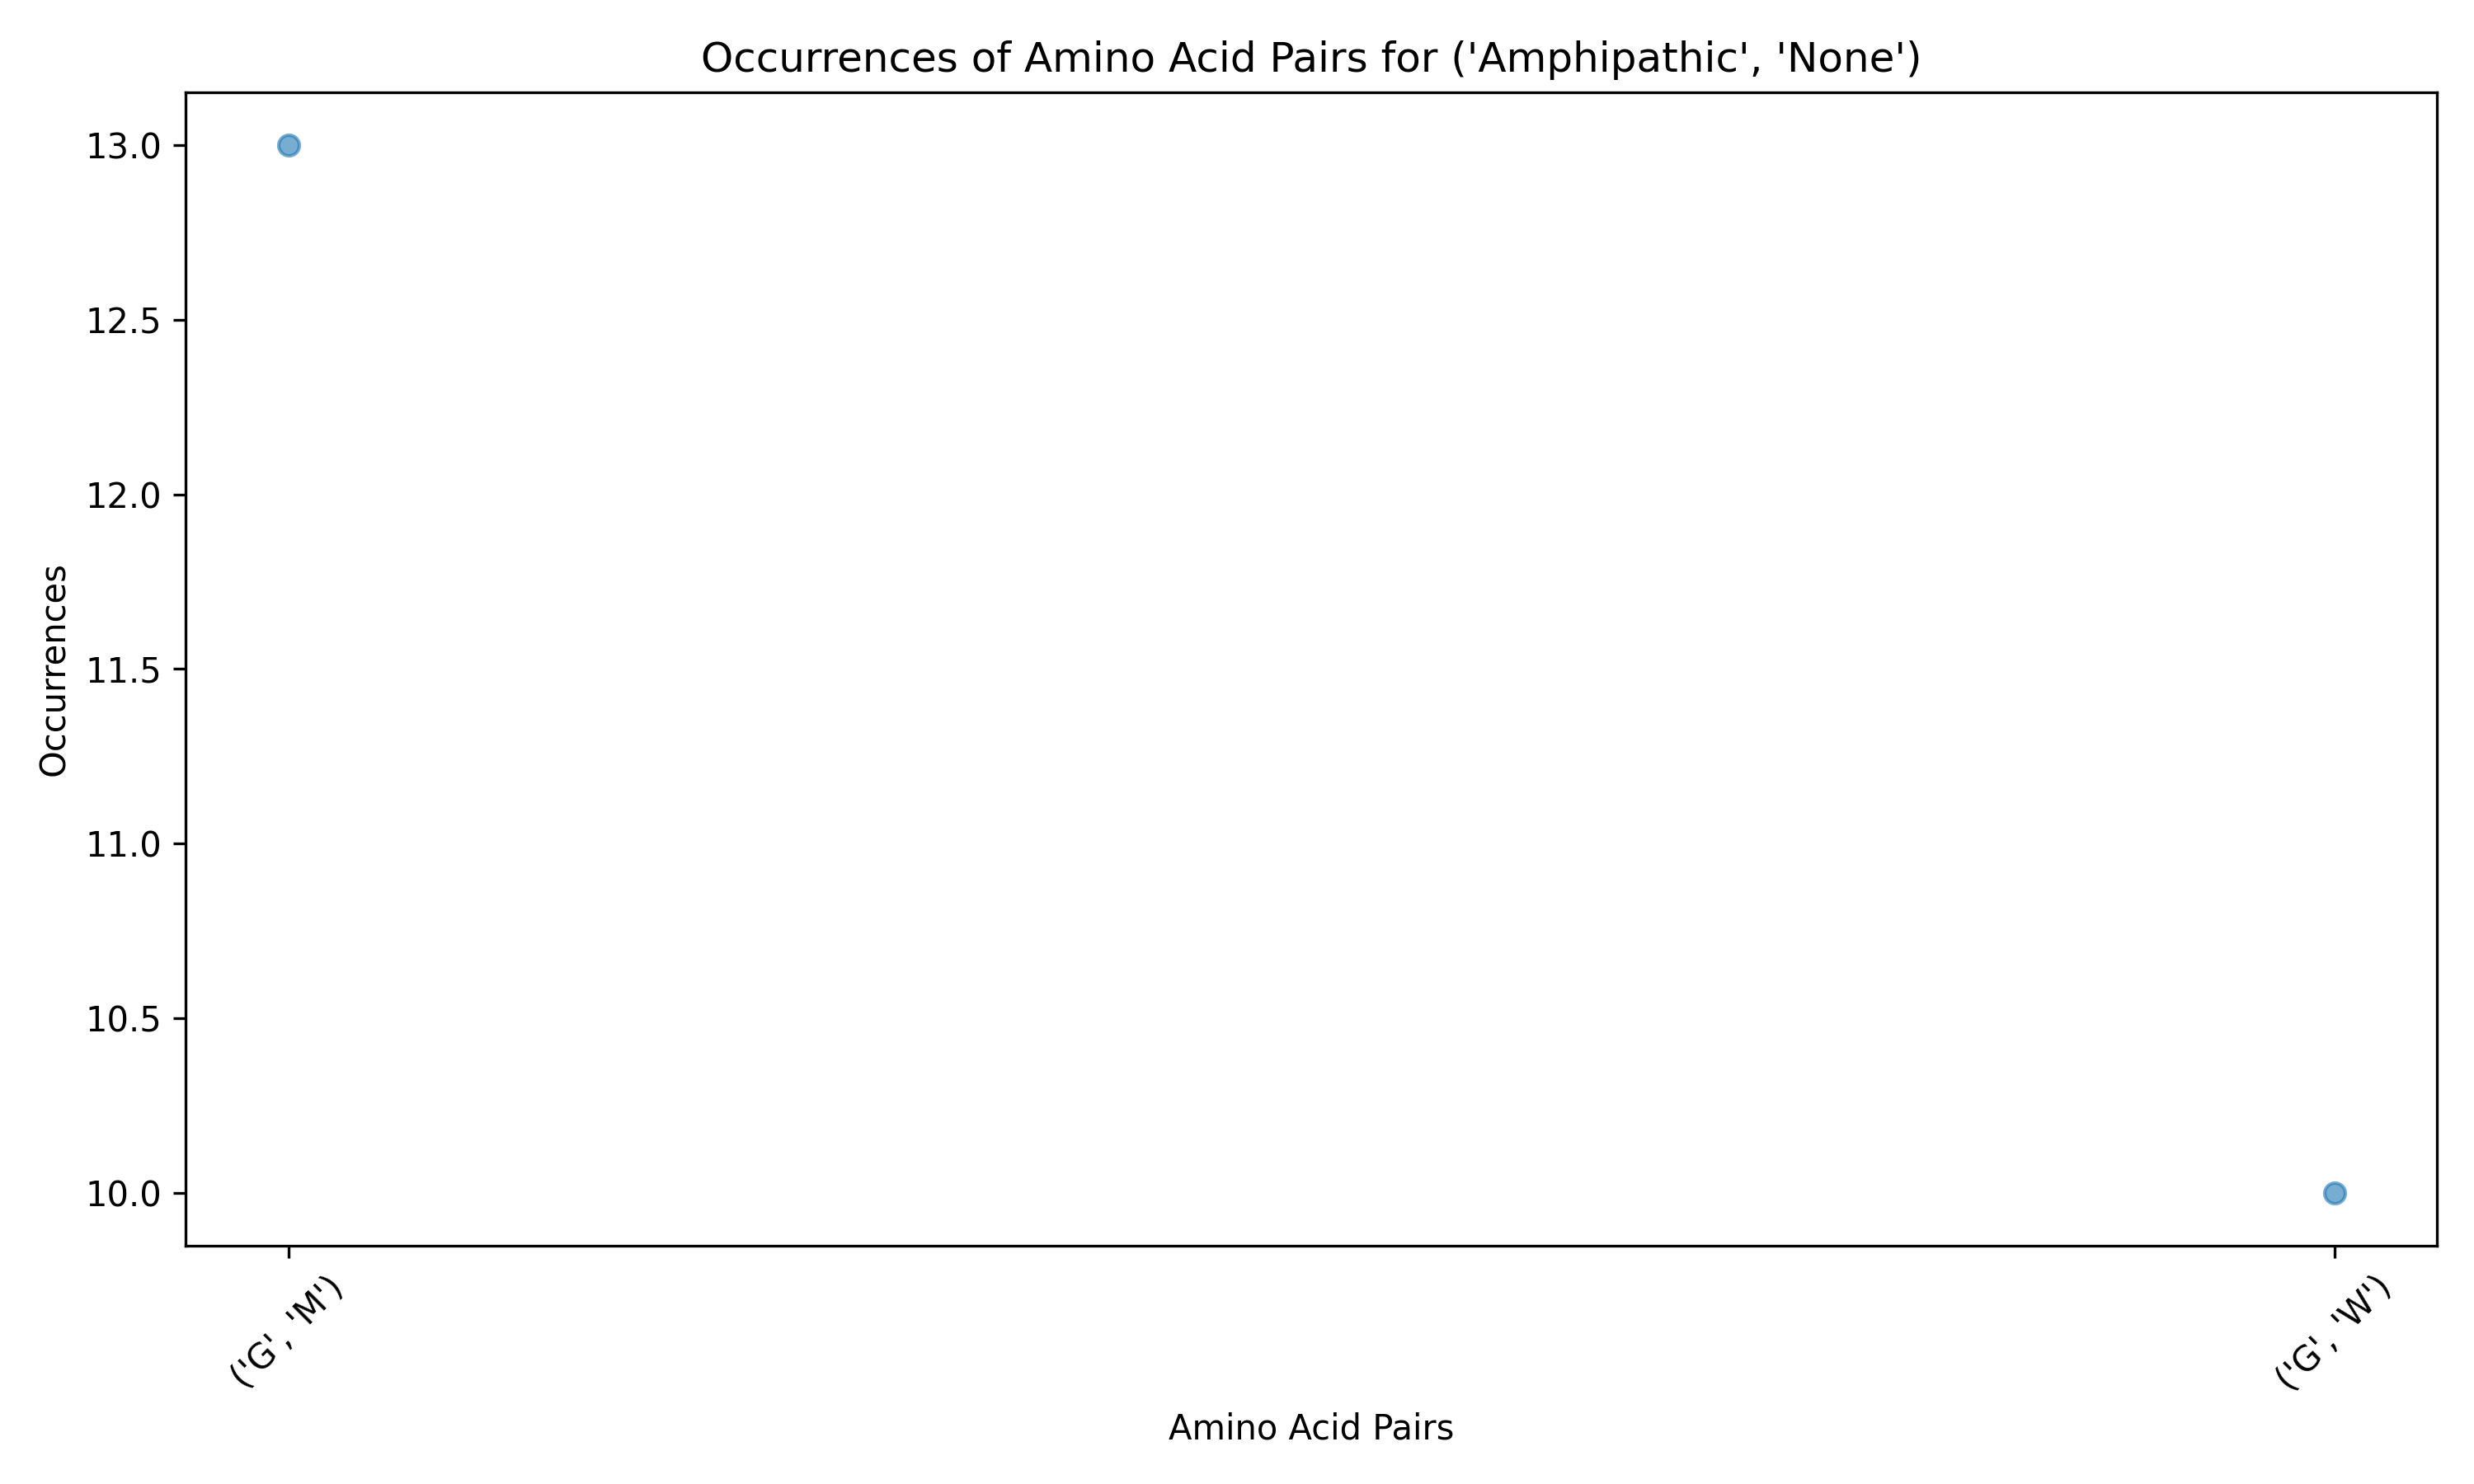 Occurrences of Amino Acid Pairs for ('Amphipathic', 'None')
13.0
12.5
12.0
11.5
11.0
10.5
10.0
Occurrences
('G', 'M')
('G', 'W')
Amino Acid Pairs